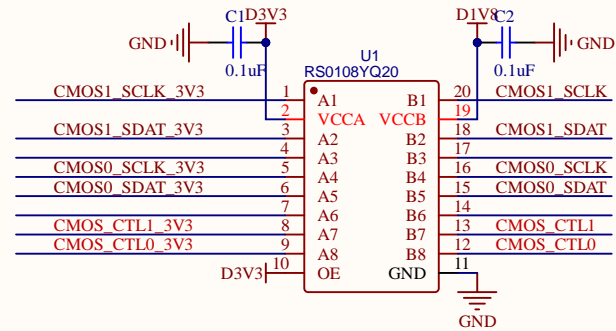 C1 D3V3 D1V8 C2
GND GND
0.1uF U1 0.1uF
RS0108YQ20
CMOS1_SCLK_3V3 1 A1 B1 20 CMOS1_SCLK
2 VCCA VCCB 19
CMOS1_SDAT_3V3 3 A2 B2 18 CMOS1_SDAT
4 A3 B3 17
CMOS0_SCLK_3V3 5 A4 B4 16 CMOS0_SCLK
CMOS0_SDAT_3V3 6 A5 B5 15 CMOS0_SDAT
7 A6 B6 14
CMOS_CTL1_3V3 8 A7 B7 13 CMOS_CTL1
CMOS_CTL0_3V3 9 A8 B8 12 CMOS_CTL0
D3V3 10 OE GND 11
GND